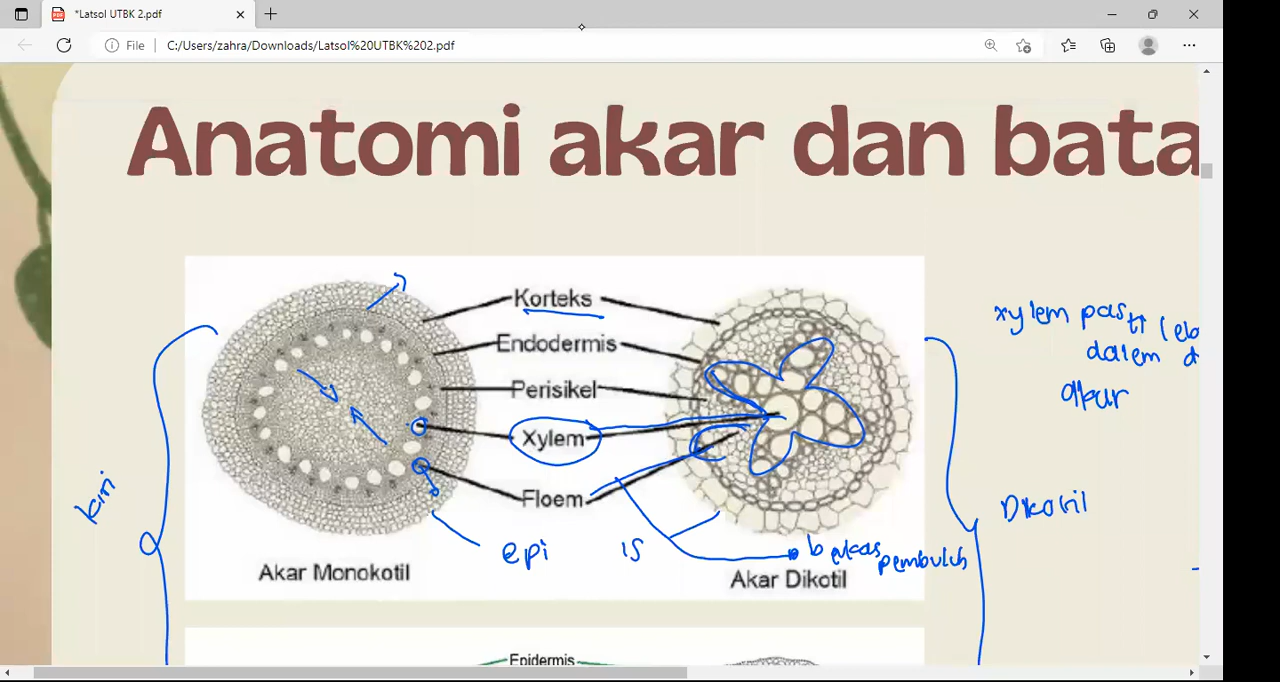 *Latsol UTBK 2.pdf
File
C:/Users/zahra/Downloads/Latsol%20UTBK%202.pdf
Anatomi akar dan bata
Korteks
Endodermis
Perisikel
Xylem
Floem
Akar Monokotil
Akar Dikotil
xylem pasti
dalem
akar
kiri
Dikotil
epi
is
berkas
pembuluh
Epidermis